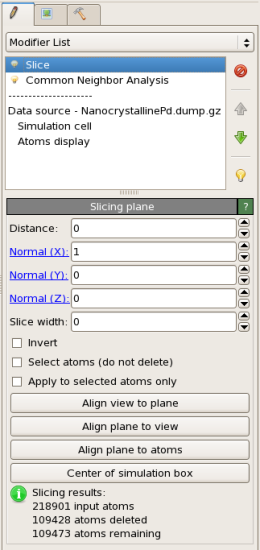 Modifier List
Slice
Common Neighbor Analysis
--------------------
Data source - NanocrystallinePd.dump.gz
Simulation cell
Atoms display
Slicing plane ?
Distance: 0
Normal (X): 1
Normal (Y): 0
Normal (Z): 0
Slice width: 0
Invert
Select atoms (do not delete)
Apply to selected atoms only
Align view to plane
Align plane to view
Align plane to atoms
Center of simulation box
Slicing results:
218901 input atoms
109428 atoms deleted
109473 atoms remaining